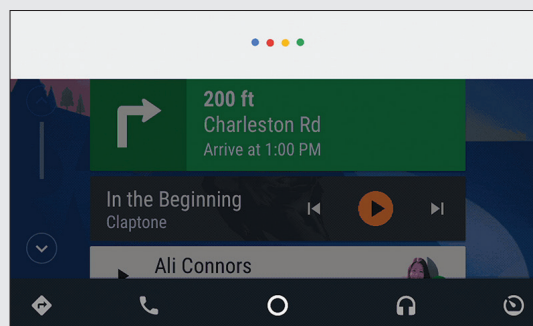 200 ft
Charleston Rd
Arrive at 1:00 PM
In the Beginning
Claptone
Ali Connors